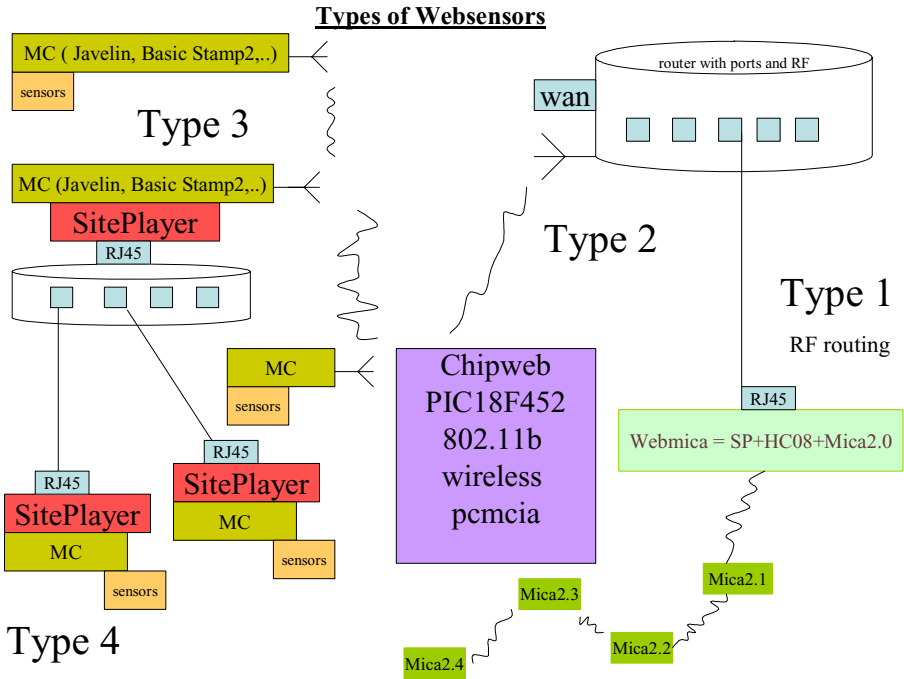 Types of Websensors
MC ( Javelin, Basic Stamp2,..)
sensors
Type 3
router with ports and RF
wan
MC (Javelin, Basic Stamp2,..)
SitePlayer
RJ45
Type 2
Type 1
RF routing
MC
sensors
Chipweb
PIC18F452
802.11b
wireless
pcmcia
RJ45
Webmica = SP+HC08+Mica2.0
RJ45
SitePlayer
MC
sensors
RJ45
SitePlayer
MC
sensors
Type 4
Mica2.1
Mica2.2
Mica2.3
Mica2.4